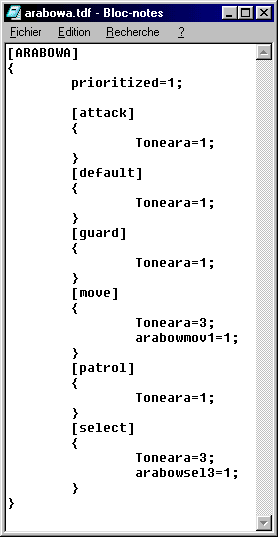 arabowa.tdf - Bloc-notes
Fichier Edition Recherche ?
[ARABOWA]
{
prioritized=1;
[attack]
{
Toneara=1;
}
[default]
{
Toneara=1;
}
[guard]
{
Toneara=1;
}
[move]
{
Toneara=3;
arabowmov1=1;
}
[patrol]
{
Toneara=1;
}
[select]
{
Toneara=3;
arabowsel3=1;
}
}